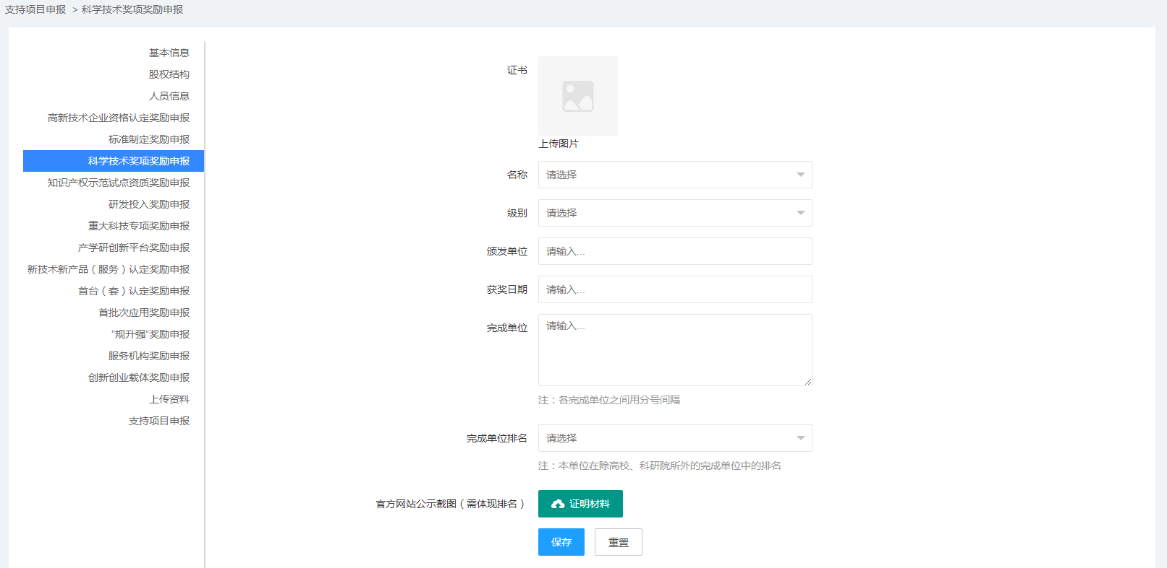 支持项目申报 > 科学技术奖项奖励申报
基本信息
股权结构
人员信息
高新技术企业资格认定奖励申报
标准制定奖励申报
科学技术奖项奖励申报
知识产权示范试点资质奖励申报
研发投入奖励申报
重大科技专项奖励申报
产学研创新平台奖励申报
新技术新产品（服务）认定奖励申报
首台（套）认定奖励申报
首批次应用奖励申报
"规升强"奖励申报
服务机构奖励申报
创新创业载体奖励申报
上传资料
支持项目申报
证书
上传图片
名称 请选择
级别 请选择
颁发单位 请输入...
获奖日期 请输入...
完成单位 请输入...
注：各完成单位之间用分号间隔
完成单位排名 请选择
注：本单位在除高校、科研院所外的完成单位中的排名
官方网站公示截图（需体现排名） 证明材料
保存 重置